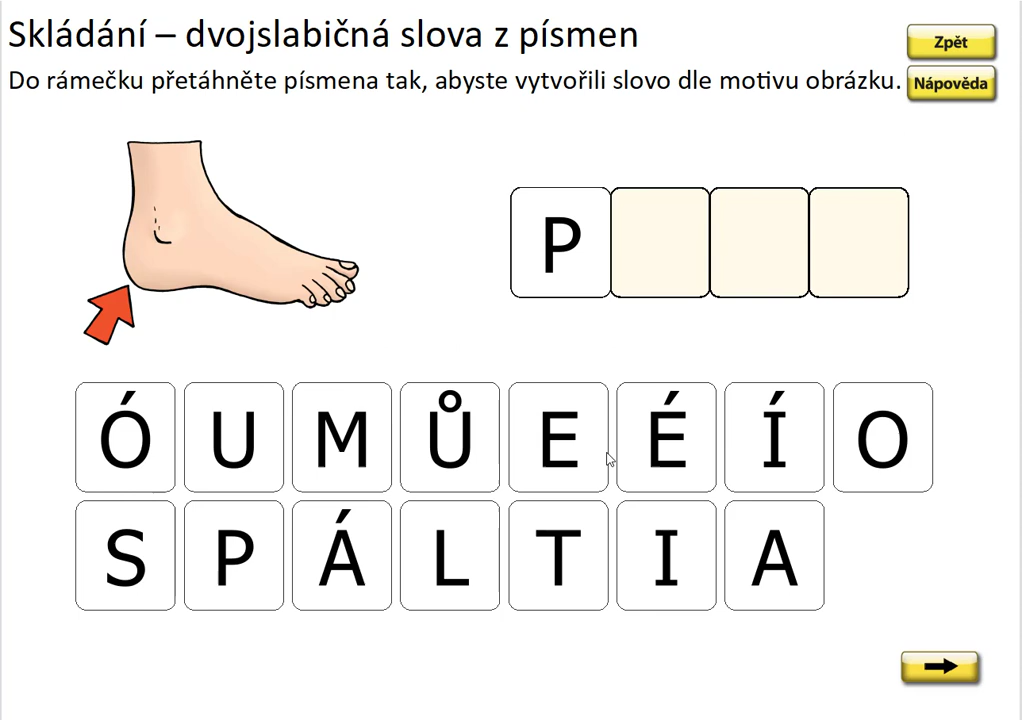 Skládání – dvojslabičná slova z písmen
Zpět
Do rámečku přetáhněte písmena tak, abyste vytvořili slovo dle motivu obrázku.
Nápověda
P
Ó U M Ů E É Í O
S P Á L T I A